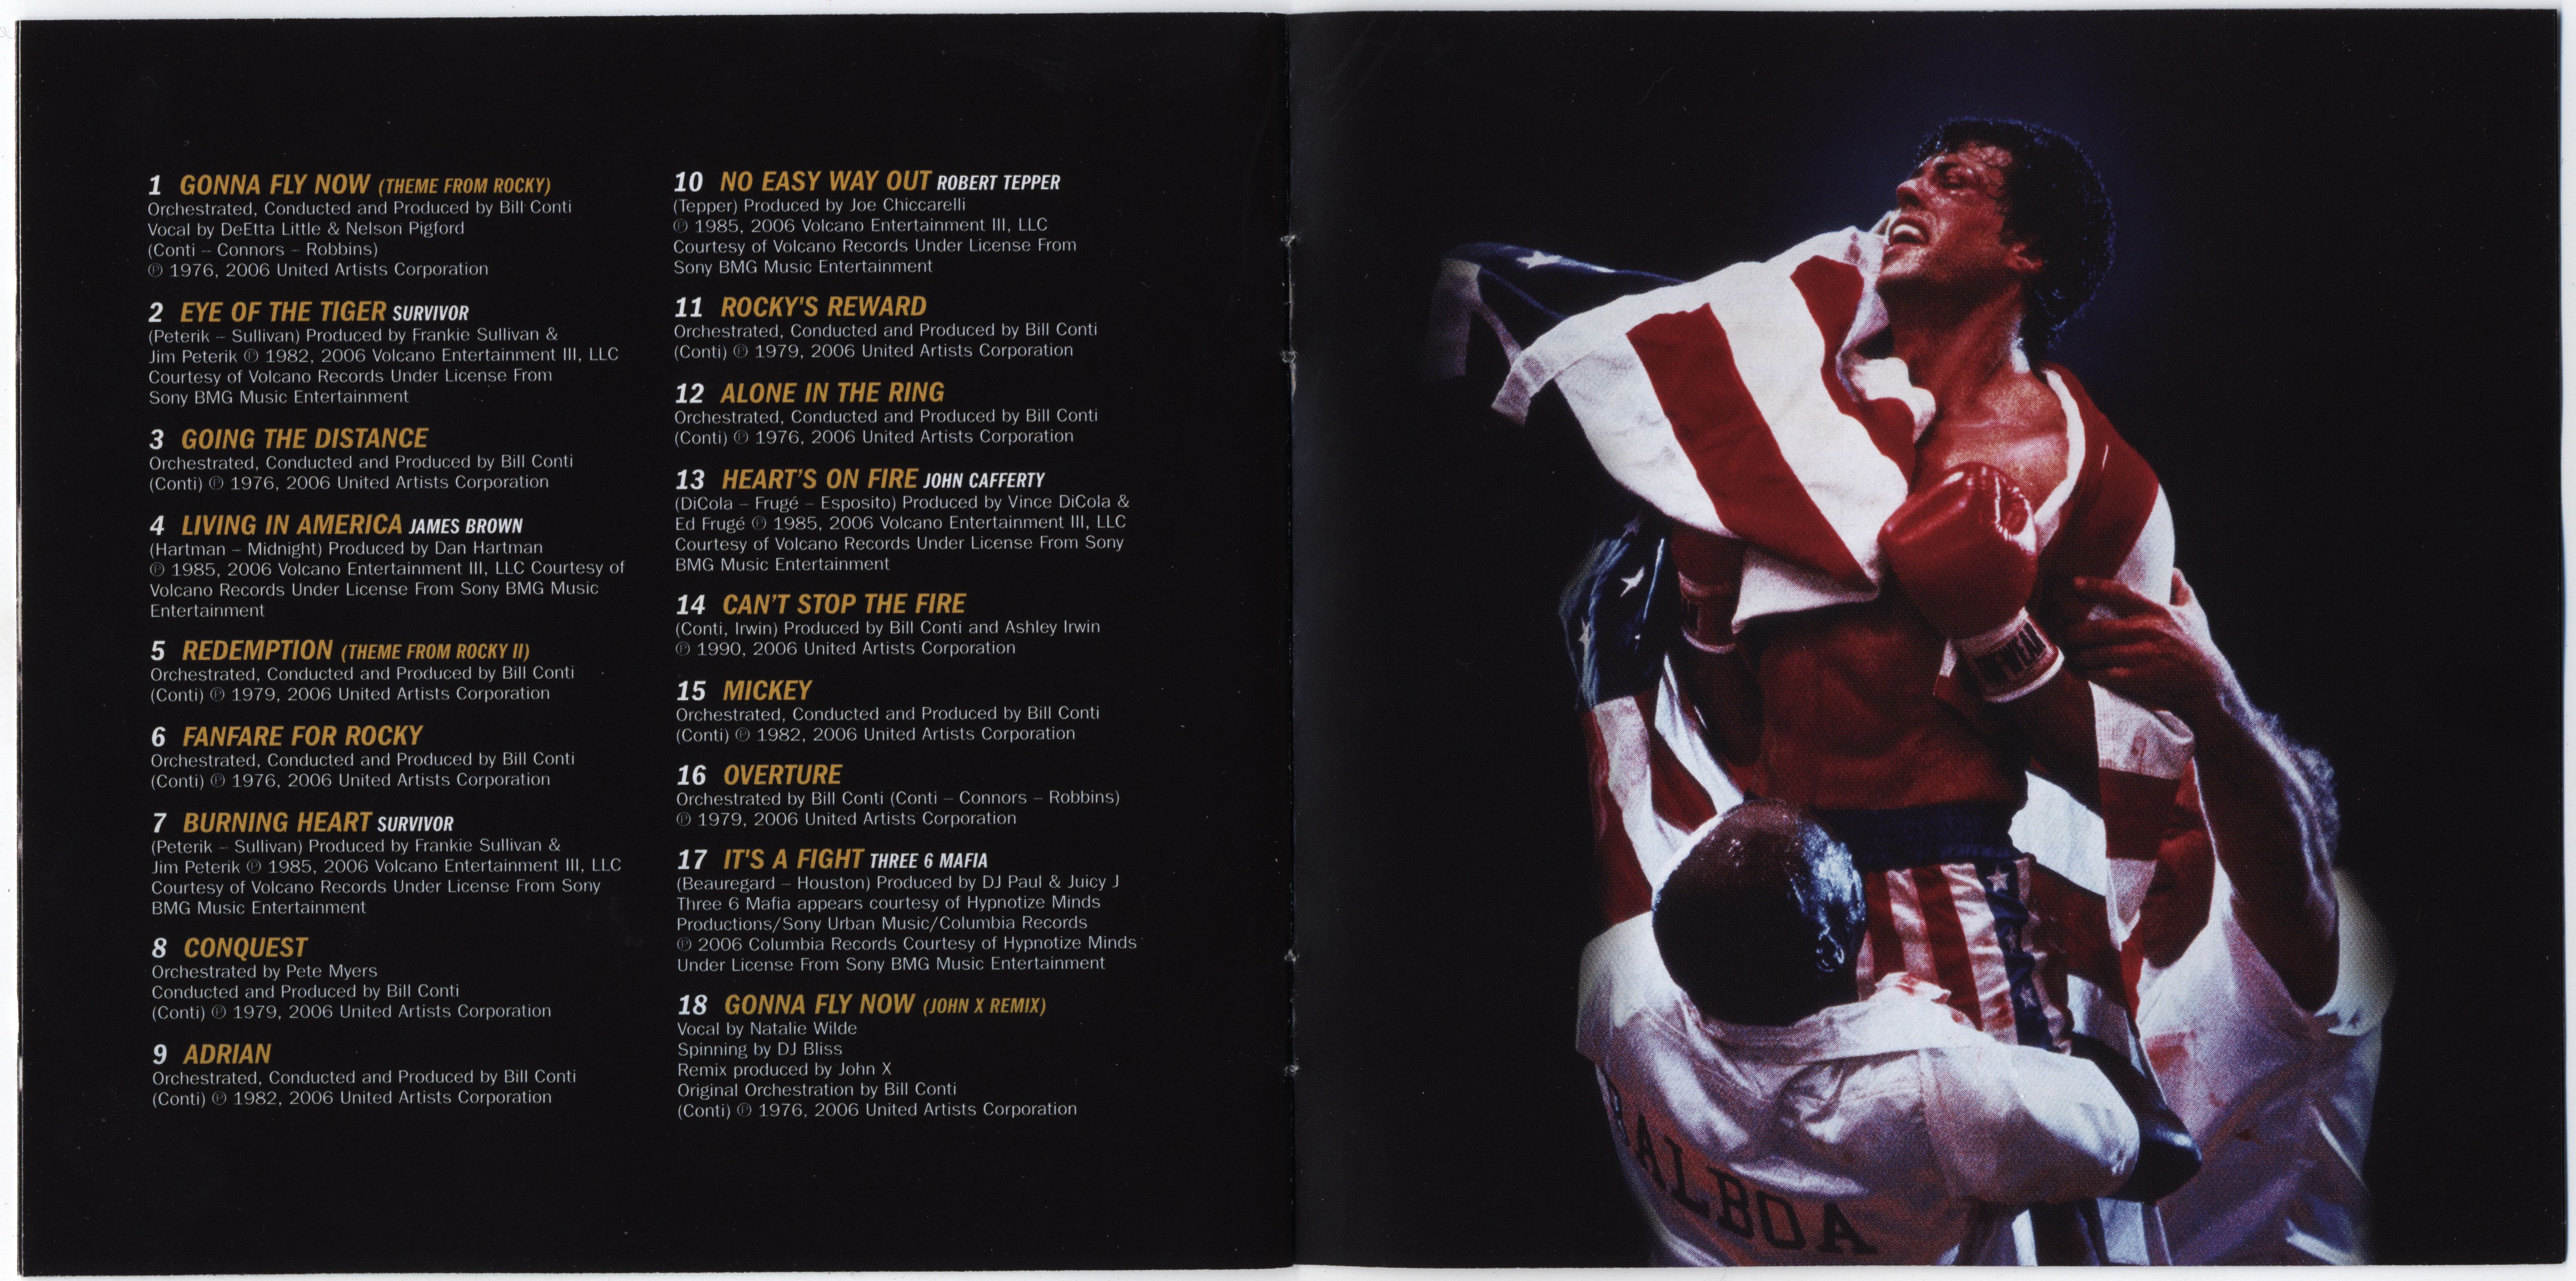 1 GONNA FLY NOW (THEME FROM ROCKY)
Orchestrated, Conducted and Produced by Bill Conti
Vocal by DeEtta Little & Nelson Pigford
(Conti – Connors – Robbins)
℗ 1976, 2006 United Artists Corporation
2 EYE OF THE TIGER SURVIVOR
(Peterik – Sullivan) Produced by Frankie Sullivan &
Jim Peterik ℗ 1982, 2006 Volcano Entertainment III, LLC
Courtesy of Volcano Records Under License From
Sony BMG Music Entertainment
3 GOING THE DISTANCE
Orchestrated, Conducted and Produced by Bill Conti
(Conti) ℗ 1976, 2006 United Artists Corporation
4 LIVING IN AMERICA JAMES BROWN
(Hartman – Midnight) Produced by Dan Hartman
℗ 1985, 2006 Volcano Entertainment III, LLC Courtesy of
Volcano Records Under License From Sony BMG Music
Entertainment
5 REDEMPTION (THEME FROM ROCKY II)
Orchestrated, Conducted and Produced by Bill Conti
(Conti) ℗ 1979, 2006 United Artists Corporation
6 FANFARE FOR ROCKY
Orchestrated, Conducted and Produced by Bill Conti
(Conti) ℗ 1976, 2006 United Artists Corporation
7 BURNING HEART SURVIVOR
(Peterik – Sullivan) Produced by Frankie Sullivan &
Jim Peterik ℗ 1985, 2006 Volcano Entertainment III, LLC
Courtesy of Volcano Records Under License From Sony
BMG Music Entertainment
8 CONQUEST
Orchestrated by Pete Myers
Conducted and Produced by Bill Conti
(Conti) ℗ 1979, 2006 United Artists Corporation
9 ADRIAN
Orchestrated, Conducted and Produced by Bill Conti
(Conti) ℗ 1982, 2006 United Artists Corporation
10 NO EASY WAY OUT ROBERT TEPPER
(Tepper) Produced by Joe Chiccarelli
℗ 1985, 2006 Volcano Entertainment III, LLC
Courtesy of Volcano Records Under License From
Sony BMG Music Entertainment
11 ROCKY'S REWARD
Orchestrated, Conducted and Produced by Bill Conti
(Conti) ℗ 1979, 2006 United Artists Corporation
12 ALONE IN THE RING
Orchestrated, Conducted and Produced by Bill Conti
(Conti) ℗ 1976, 2006 United Artists Corporation
13 HEART'S ON FIRE JOHN CAFFERTY
(DiCola – Frugé – Esposito) Produced by Vince DiCola &
Ed Frugé ℗ 1985, 2006 Volcano Entertainment III, LLC
Courtesy of Volcano Records Under License From Sony
BMG Music Entertainment
14 CAN'T STOP THE FIRE
(Conti, Irwin) Produced by Bill Conti and Ashley Irwin
℗ 1990, 2006 United Artists Corporation
15 MICKEY
Orchestrated, Conducted and Produced by Bill Conti
(Conti) ℗ 1982, 2006 United Artists Corporation
16 OVERTURE
Orchestrated by Bill Conti (Conti – Connors – Robbins)
℗ 1979, 2006 United Artists Corporation
17 IT'S A FIGHT THREE 6 MAFIA
(Beauregard – Houston) Produced by DJ Paul & Juicy J
Three 6 Mafia appears courtesy of Hypnotize Minds
Productions/Sony Urban Music/Columbia Records
℗ 2006 Columbia Records Courtesy of Hypnotize Minds
Under License From Sony BMG Music Entertainment
18 GONNA FLY NOW (JOHN X REMIX)
Vocal by Natalie Wilde
Spinning by DJ Bliss
Remix produced by John X
Original Orchestration by Bill Conti
(Conti) ℗ 1976, 2006 United Artists Corporation
BALBOA